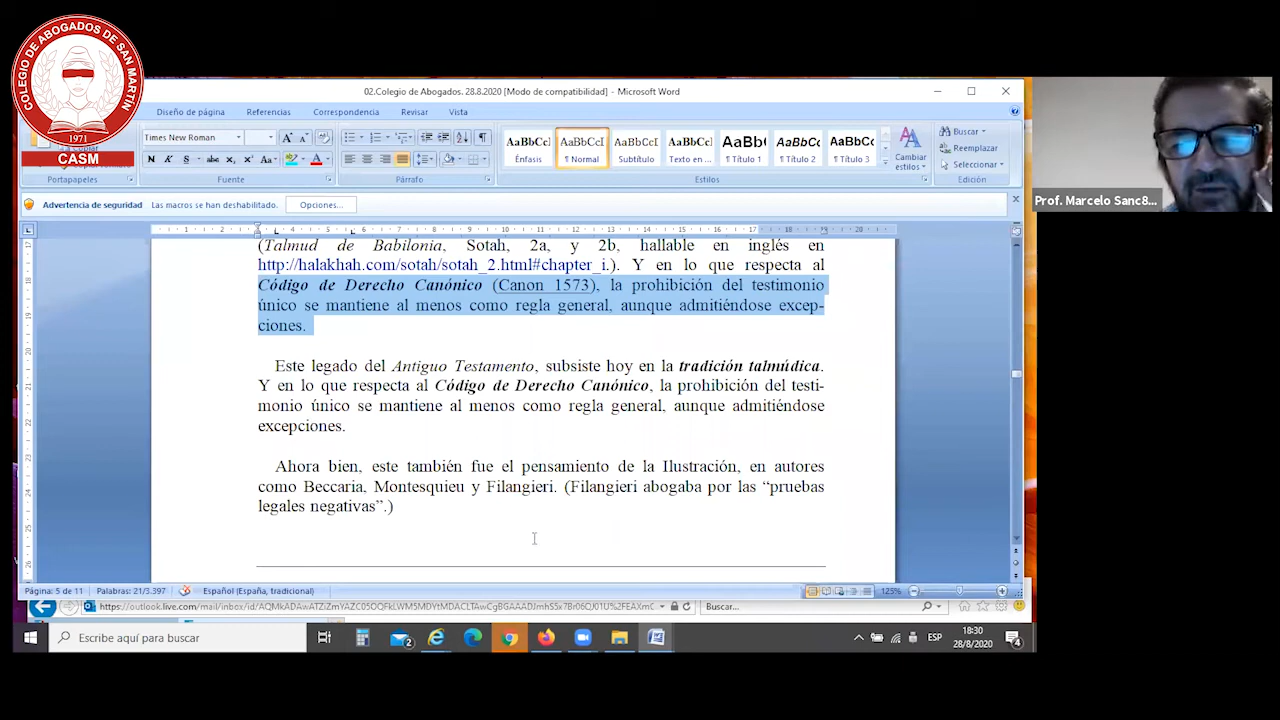 COLEGIO DE ABOGADOS DE SAN MARTÍN
1971
CASM
02.Colegio de Abogados. 28.8.2020 [Modo de compatibilidad] - Microsoft Word
Diseño de página Referencias Correspondencia Revisar Vista
Times New Roman
Buscar
Reemplazar
Seleccionar
AaBbCc AaBbCcI AaBbCc AaBbCc AaBb AaBbC AaBbC
Énfasis ¶ Normal Subtítulo Texto en ... ¶ Título 1 ¶ Título 2 ¶ Título 3
Cambiar estilos
Portapapeles Fuente Párrafo Estilos Edición
Advertencia de seguridad Las macros se han deshabilitado. Opciones...
(Talmud de Babilonia, Sotah, 2a, y 2b, hallable en inglés en
http://halakhah.com/sotah/sotah_2.html#chapter_i.). Y en lo que respecta al
Código de Derecho Canónico (Canon 1573), la prohibición del testimonio
único se mantiene al menos como regla general, aunque admitiéndose excep-
ciones.
Este legado del Antiguo Testamento, subsiste hoy en la tradición talmúdica.
Y en lo que respecta al Código de Derecho Canónico, la prohibición del testi-
monio único se mantiene al menos como regla general, aunque admitiéndose
excepciones.
Ahora bien, este también fue el pensamiento de la Ilustración, en autores
como Beccaria, Montesquieu y Filangieri. (Filangieri abogaba por las “pruebas
legales negativas”.)
Página: 5 de 11 Palabras: 21/3.397 Español (España, tradicional) 125%
Buscar...
Escribe aquí para buscar
ESP
18:30
28/8/2020
Prof. Marcelo Sanc8...